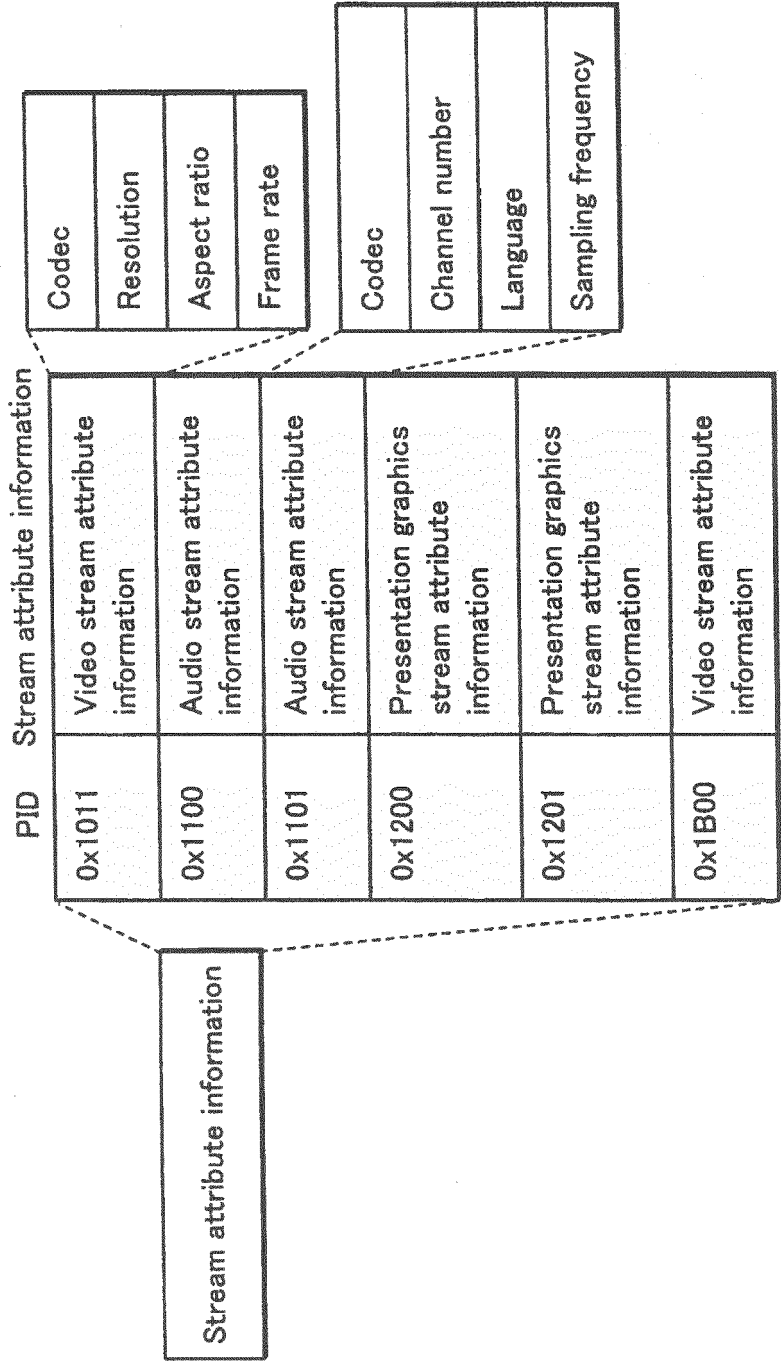 Stream attribute information
PID
Stream attribute information
0x1011
Video stream attribute
information
0x1100
Audio stream attribute
information
0x1101
Audio stream attribute
information
0x1200
Presentation graphics
stream attribute
information
0x1201
Presentation graphics
stream attribute
information
0x1B00
Video stream attribute
information
Codec
Resolution
Aspect ratio
Frame rate
Codec
Channel number
Language
Sampling frequency